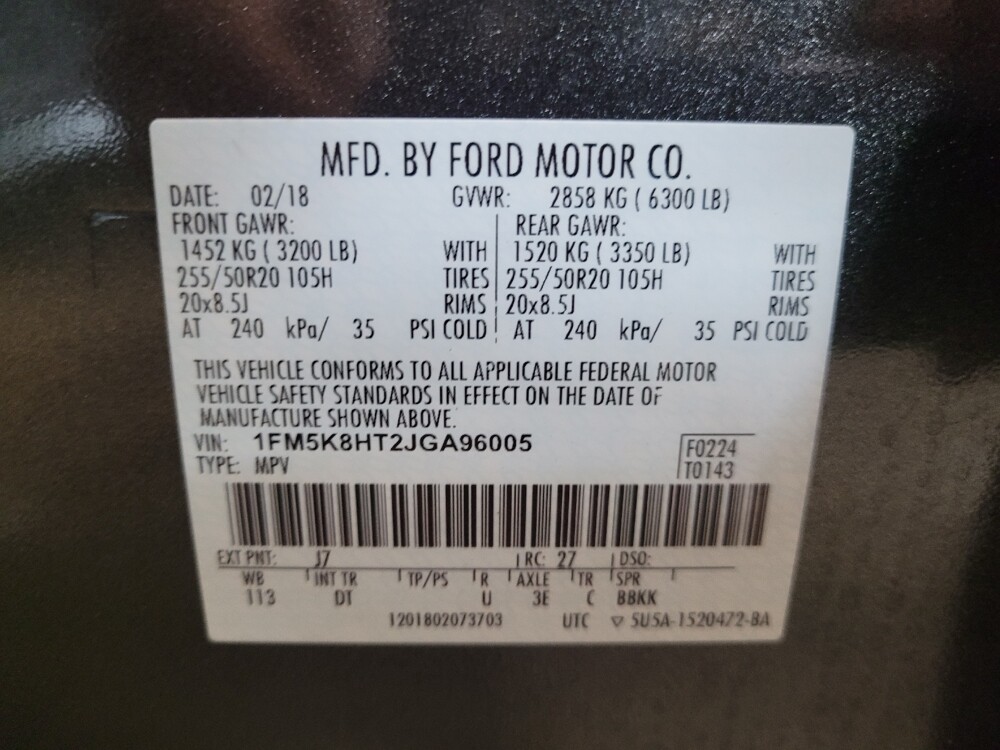 MFD. BY FORD MOTOR CO.
DATE: 02/18 GVWR: 2858 KG ( 6300 LB)
FRONT GAWR: REAR GAWR:
1452 KG ( 3200 LB) WITH 1520 KG ( 3350 LB) WITH
255/50R20 105H TIRES 255/50R20 105H TIRES
20x8.5J RIMS 20x8.5J RIMS
AT 240 kPa/ 35 PSI COLD AT 240 kPa/ 35 PSI COLD
THIS VEHICLE CONFORMS TO ALL APPLICABLE FEDERAL MOTOR
VEHICLE SAFETY STANDARDS IN EFFECT ON THE DATE OF
MANUFACTURE SHOWN ABOVE.
VIN: 1FM5K8HT2JGA96005 F0224
TYPE: MPV T0143
EXT PNT: J7 RC: 27 DSO:
WB INT TR TP/PS R AXLE TR SPR
113 DT U 3E C BBKK
1201802073703 UTC ▽ 5U5A-1520472-BA